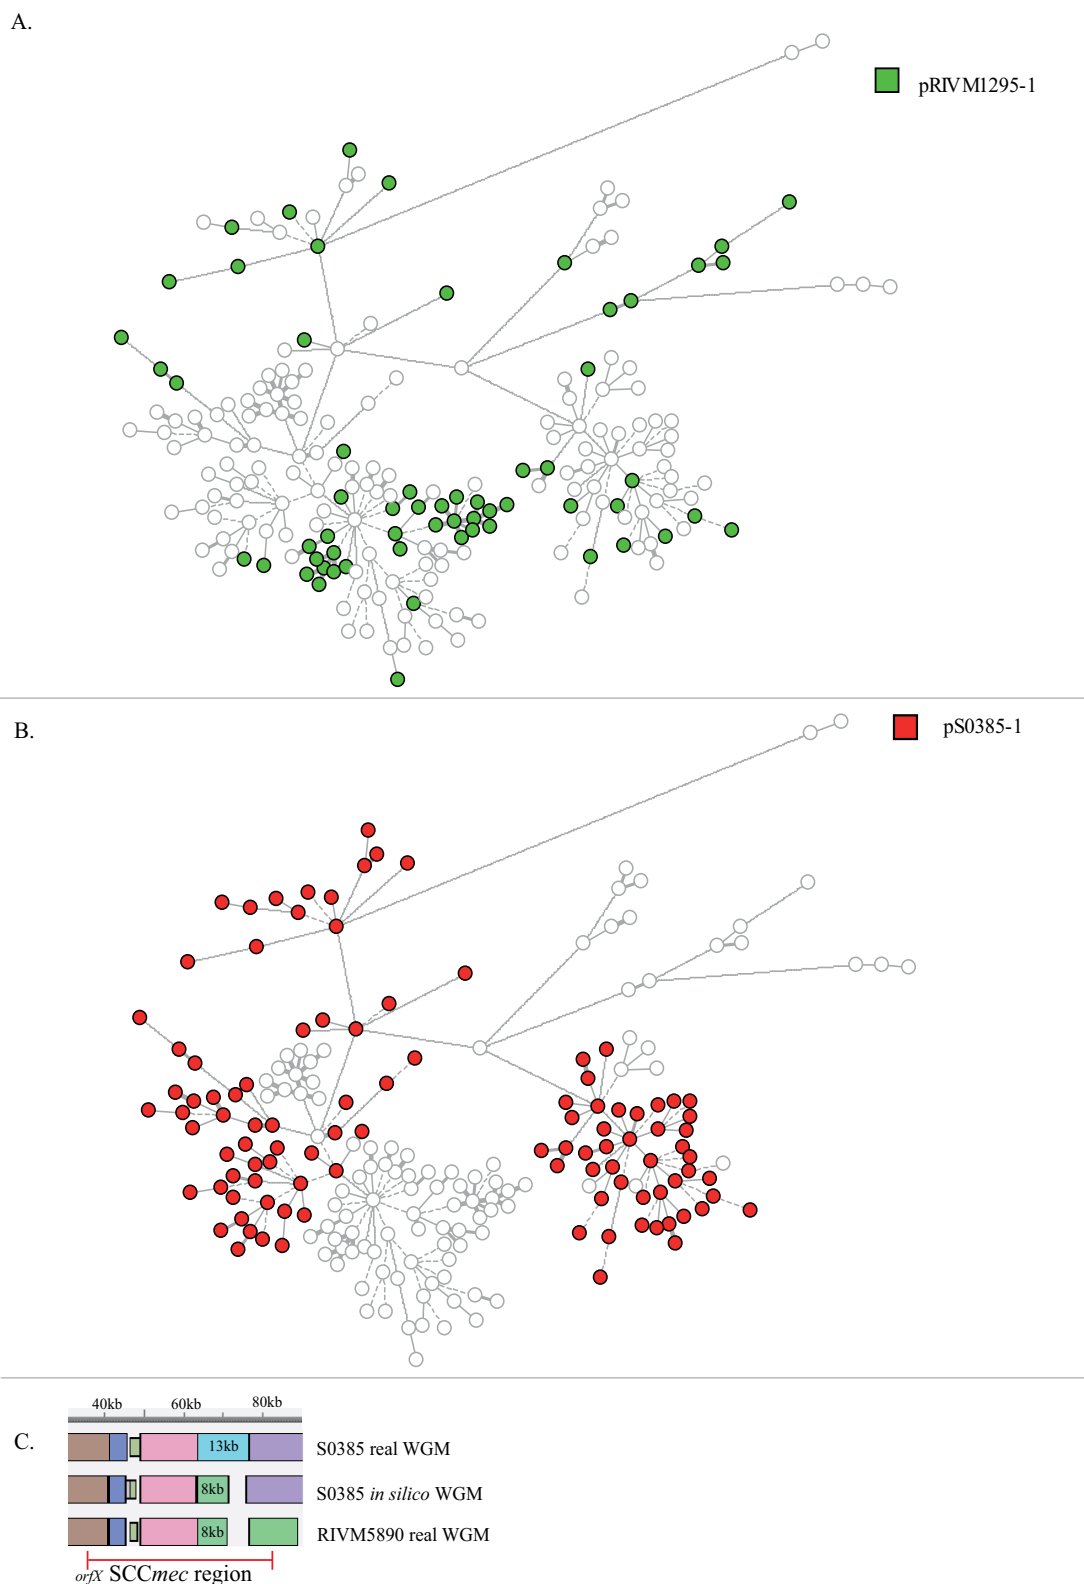 A.
pRIVM1295-1
B.
pS0385-1
40kb 60kb 80kb
C.
13kb
S0385 real WGM
8kb
S0385 in silico WGM
8kb
RIVM5890 real WGM
orfX SCCmec region